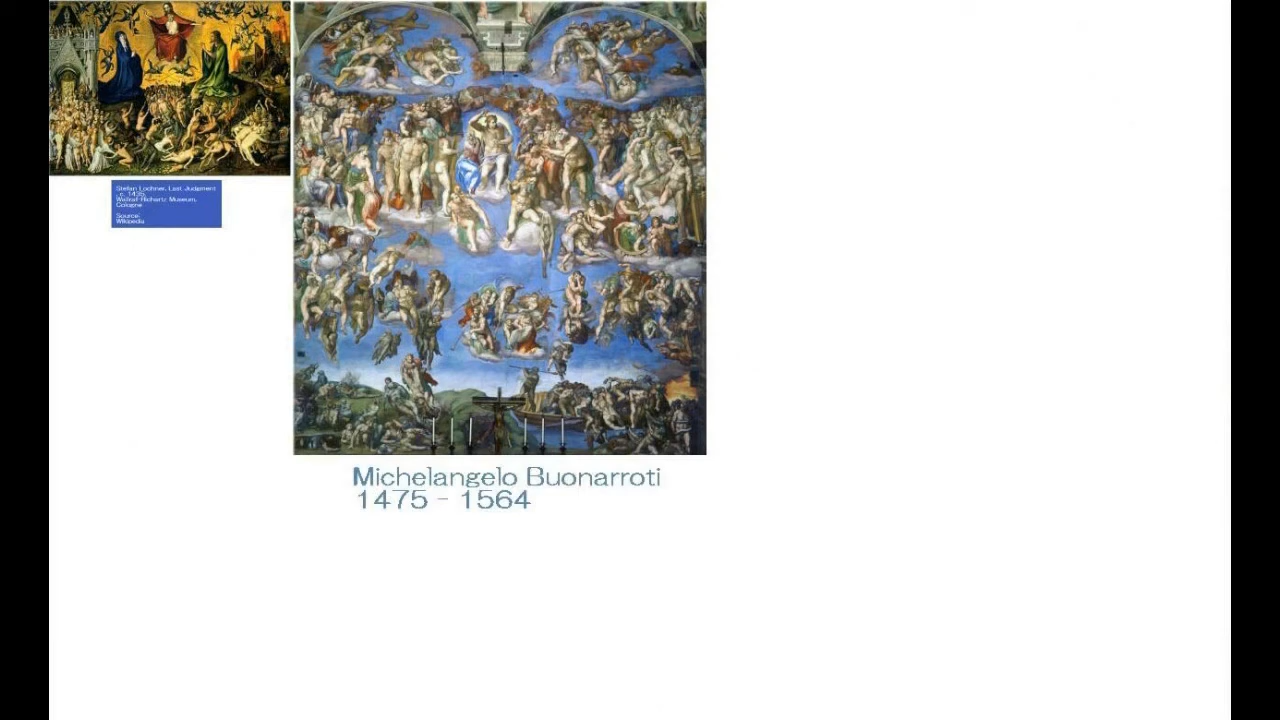 Stefan Lochner, Last Judgment
, c. 1435.
Wallraf-Richartz Museum,
Cologne
Source:
Wikipedia
Michelangelo Buonarroti
1475 - 1564